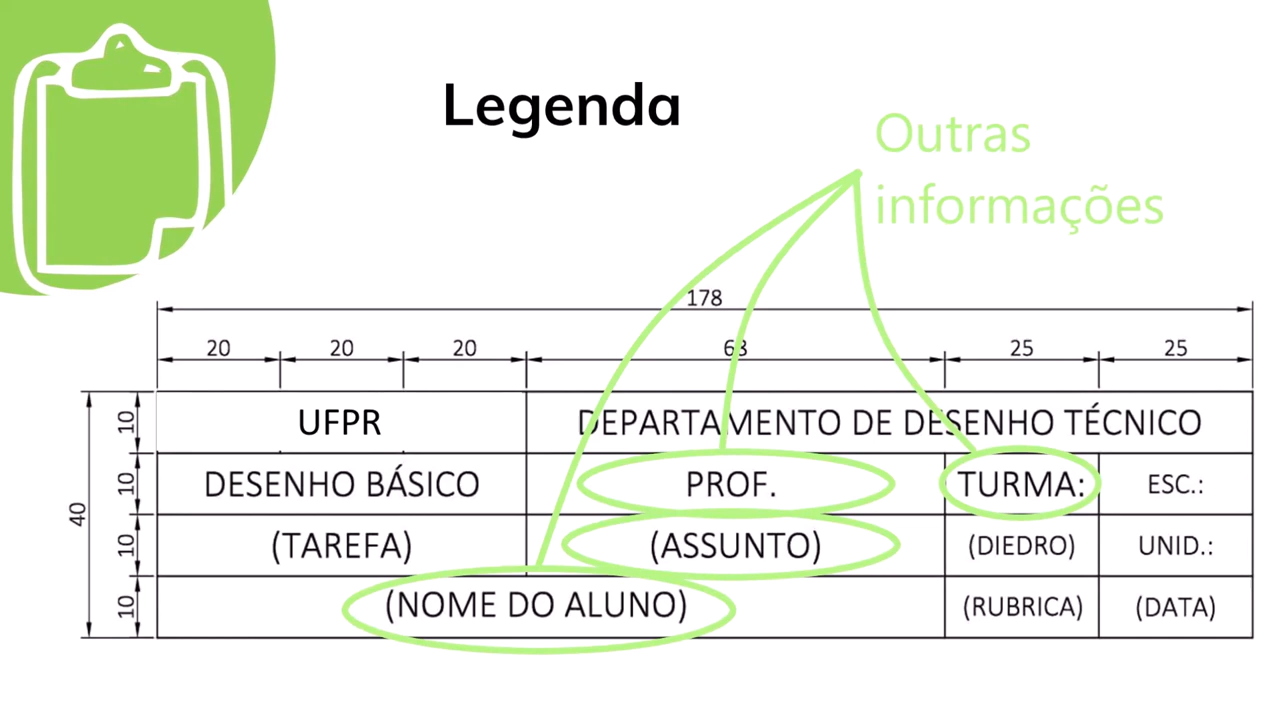 Legenda
Outras
informações
178
20 20 20 63 25 25
10 UFPR DEPARTAMENTO DE DESENHO TÉCNICO
10 DESENHO BÁSICO PROF. TURMA: ESC.:
40
10 (TAREFA) (ASSUNTO) (DIEDRO) UNID.:
10 (NOME DO ALUNO) (RUBRICA) (DATA)